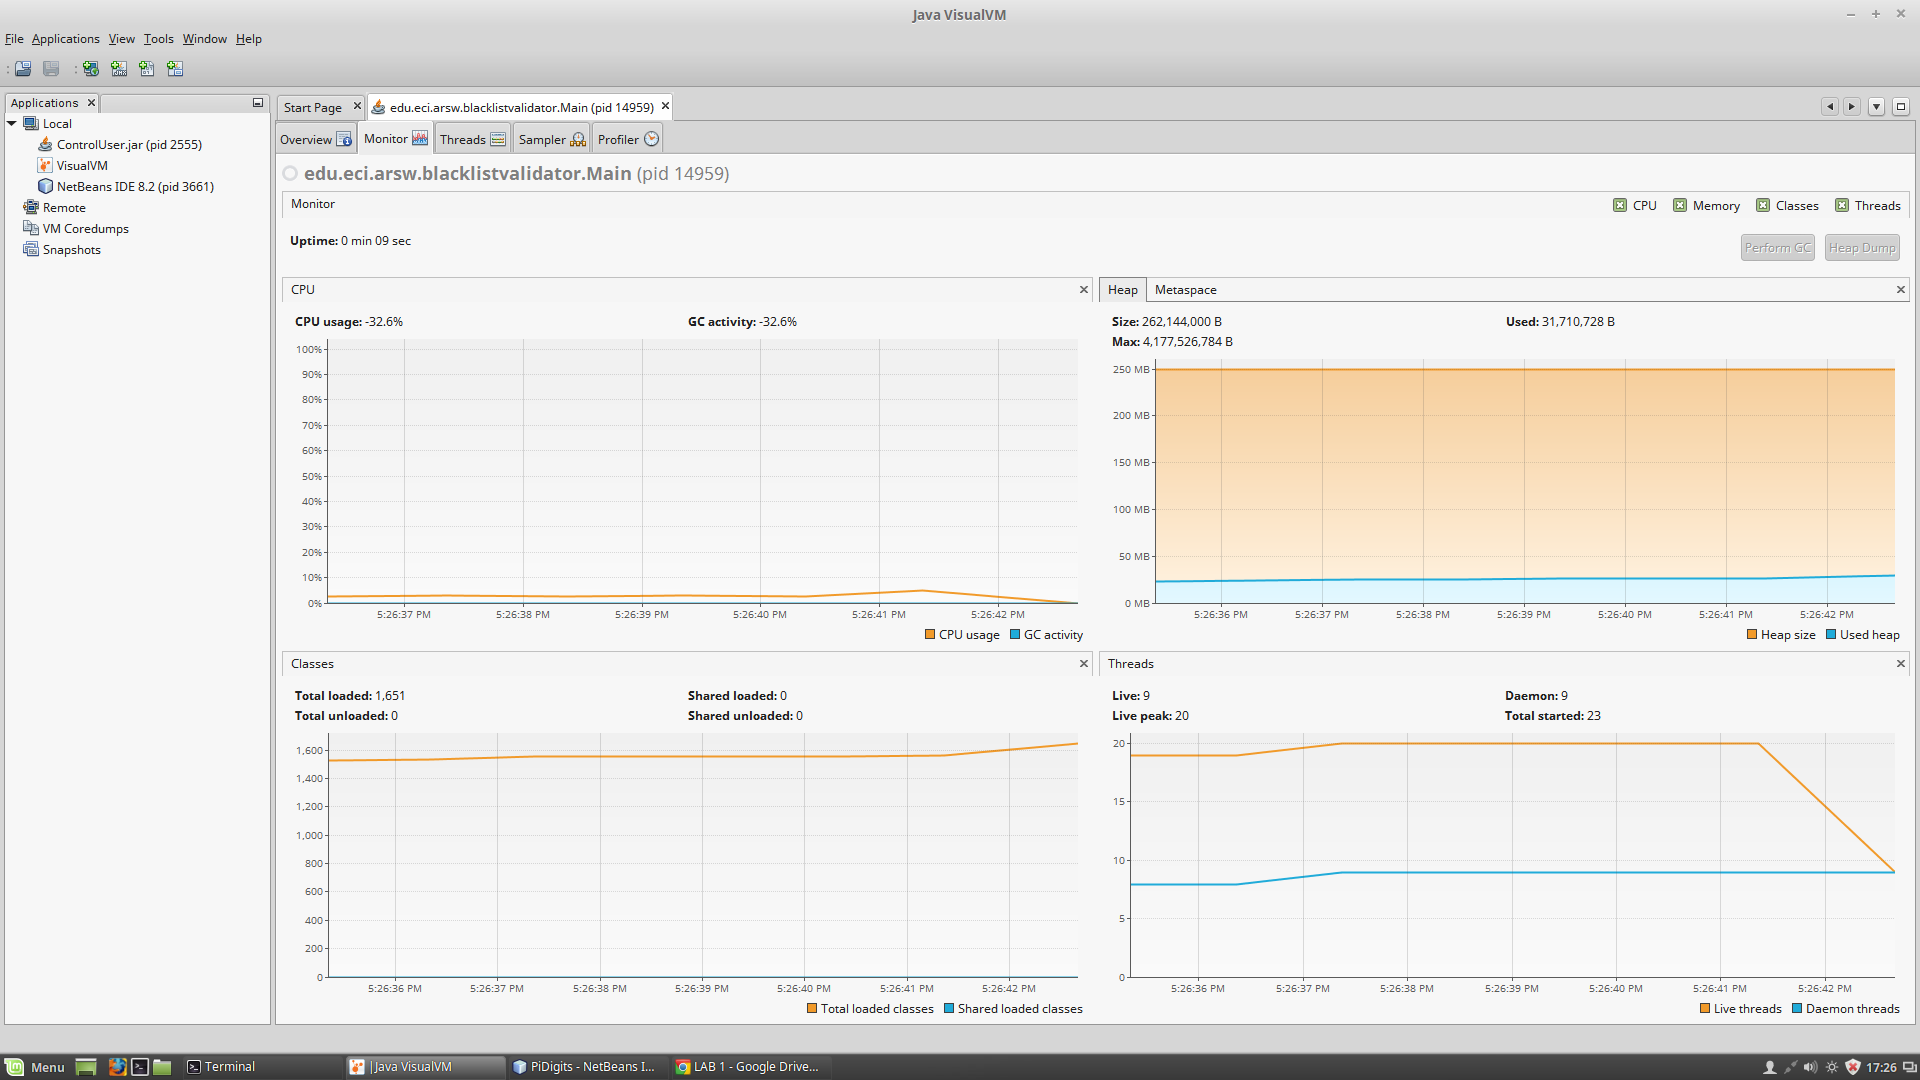 Java VisualVM
File Applications View Tools Window Help
Applications
Start Page
edu.eci.arsw.blacklistvalidator.Main (pid 14959)
Local
ControlUser.jar (pid 2555)
VisualVM
NetBeans IDE 8.2 (pid 3661)
Remote
VM Coredumps
Snapshots
Overview Monitor Threads Sampler Profiler
edu.eci.arsw.blacklistvalidator.Main (pid 14959)
Monitor
CPU Memory Classes Threads
Uptime: 0 min 09 sec
Perform GC Heap Dump
CPU
CPU usage: -32.6% GC activity: -32.6%
100%
90%
80%
70%
60%
50%
40%
30%
20%
10%
0%
5:26:37 PM 5:26:38 PM 5:26:39 PM 5:26:40 PM 5:26:41 PM 5:26:42 PM
CPU usage GC activity
Heap Metaspace
Size: 262,144,000 B Used: 31,710,728 B
Max: 4,177,526,784 B
250 MB
200 MB
150 MB
100 MB
50 MB
0 MB
5:26:36 PM 5:26:37 PM 5:26:38 PM 5:26:39 PM 5:26:40 PM 5:26:41 PM 5:26:42 PM
Heap size Used heap
Classes
Total loaded: 1,651 Shared loaded: 0
Total unloaded: 0 Shared unloaded: 0
1,600
1,400
1,200
1,000
800
600
400
200
0
5:26:36 PM 5:26:37 PM 5:26:38 PM 5:26:39 PM 5:26:40 PM 5:26:41 PM 5:26:42 PM
Total loaded classes Shared loaded classes
Threads
Live: 9 Daemon: 9
Live peak: 20 Total started: 23
20
15
10
5
0
5:26:36 PM 5:26:37 PM 5:26:38 PM 5:26:39 PM 5:26:40 PM 5:26:41 PM 5:26:42 PM
Live threads Daemon threads
Menu Terminal Java VisualVM PiDigits - NetBeans I... LAB 1 - Google Drive... 17:26